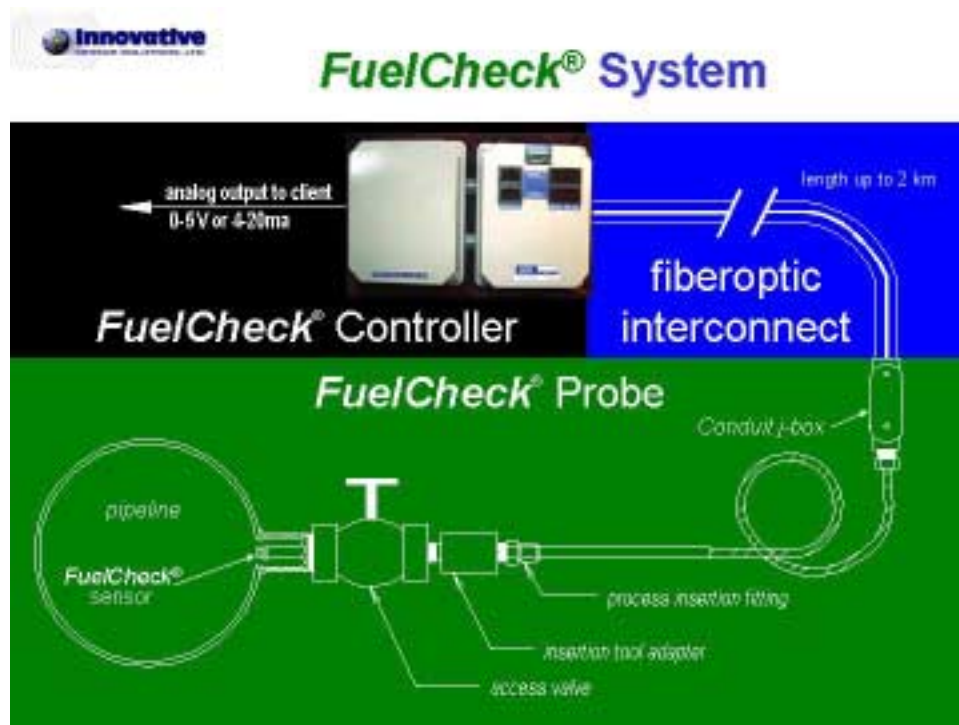 Innovative
FuelCheck® System
analog output to client
0-5V or 4-20ma
length up to 2 km
fiberoptic
interconnect
FuelCheck® Controller
FuelCheck® Probe
Conduit j-box
pipeline
FuelCheck®
sensor
process insertion fitting
insertion tool adapter
access valve